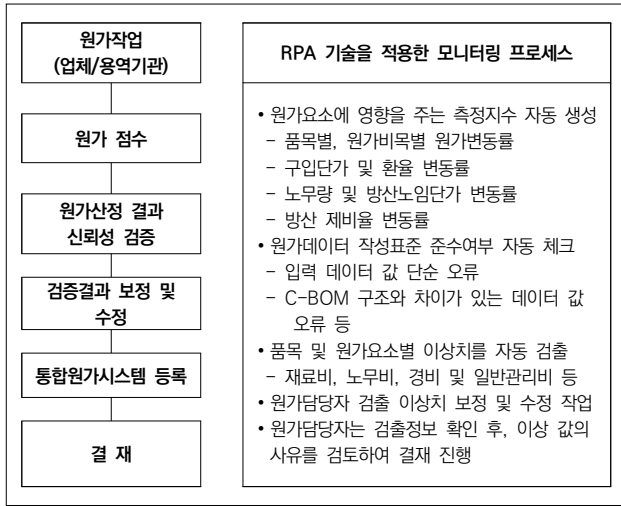 원가작업
(업체/용역기관)
원가 점수
원가산정 결과
신뢰성 검증
검증결과 보정 및
수정
통합원가시스템 등록
결 재
RPA 기술을 적용한 모니터링 프로세스
• 원가요소에 영향을 주는 측정지수 자동 생성
- 품목별, 원가비목별 원가변동률
- 구입단가 및 환율 변동률
- 노무량 및 방산노임단가 변동률
- 방산 제비율 변동률
• 원가데이터 작성표준 준수여부 자동 체크
- 입력 데이터 값 단순 오류
- C-BOM 구조와 차이가 있는 데이터 값
오류 등
• 품목 및 원가요소별 이상치를 자동 검출
- 재료비, 노무비, 경비 및 일반관리비 등
• 원가담당자 검출 이상치 보정 및 수정 작업
• 원가담당자는 검출정보 확인 후, 이상 값의
사유를 검토하여 결재 진행